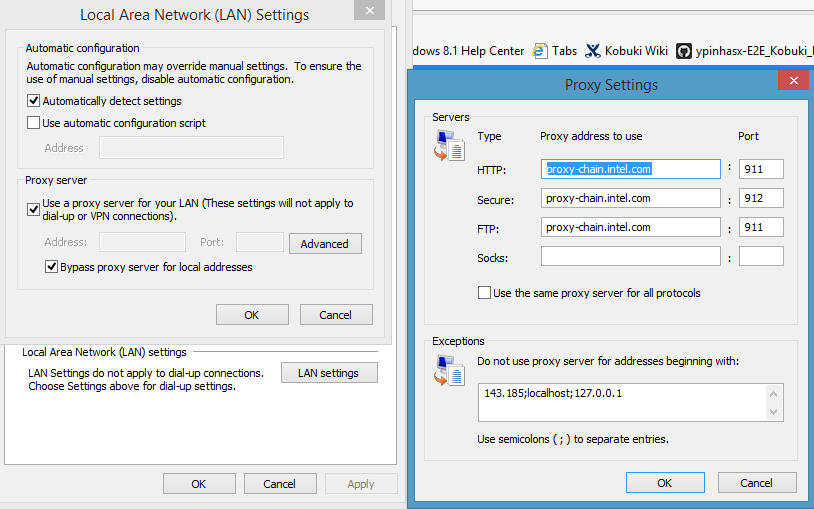 Local Area Network (LAN) Settings
Automatic configuration
Automatic configuration may override manual settings. To ensure the
use of manual settings, disable automatic configuration.
Automatically detect settings
Use automatic configuration script
Address
Proxy server
Use a proxy server for your LAN (These settings will not apply to
dial-up or VPN connections).
Address:
Port:
Advanced
Bypass proxy server for local addresses
OK
Cancel
Local Area Network (LAN) settings
LAN Settings do not apply to dial-up connections.
Choose Settings above for dial-up settings.
LAN settings
OK
Cancel
Apply
dows 8.1 Help Center
Tabs
Kobuki Wiki
ypinhasx-E2E_Kobuki_
Proxy Settings
Servers
Type
Proxy address to use
Port
HTTP: proxy-chain.intel.com : 911
Secure: proxy-chain.intel.com : 912
FTP: proxy-chain.intel.com : 911
Socks: :
Use the same proxy server for all protocols
Exceptions
Do not use proxy server for addresses beginning with:
143.185;localhost;127.0.0.1
Use semicolons ( ; ) to separate entries.
OK
Cancel